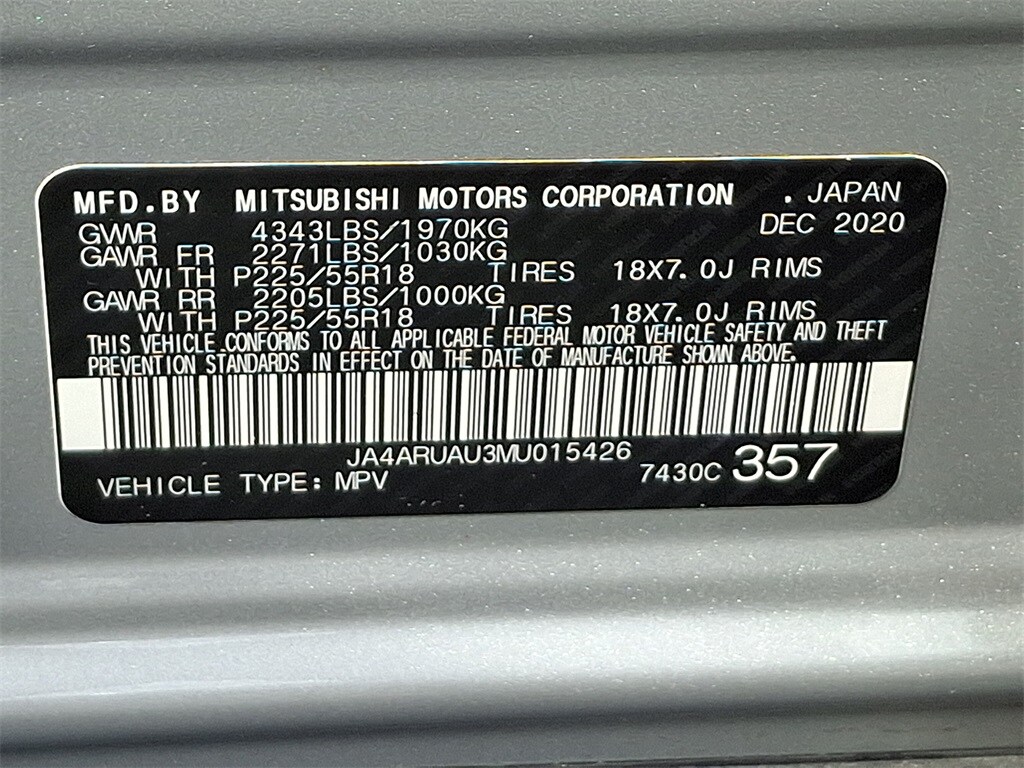 MFD.BY MITSUBISHI MOTORS CORPORATION . JAPAN
GVWR 4343LBS/1970KG DEC 2020
GAWR FR 2271LBS/1030KG
WITH P225/55R18 TIRES 18X7.0J RIMS
GAWR RR 2205LBS/1000KG
WITH P225/55R18 TIRES 18X7.0J RIMS
THIS VEHICLE CONFORMS TO ALL APPLICABLE FEDERAL MOTOR VEHICLE SAFETY AND THEFT
PREVENTION STANDARDS IN EFFECT ON THE DATE OF MANUFACTURE SHOWN ABOVE.
JA4ARUAU3MU015426
VEHICLE TYPE: MPV 7430C 357